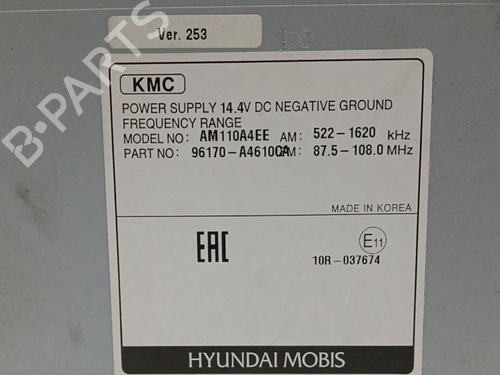 Ver. 253
B-PARTS
KMC
POWER SUPPLY 14.4V DC NEGATIVE GROUND
FREQUENCY RANGE
MODEL NO: AM110A4EE AM: 522-1620 kHz
PART NO: 96170-A4610CA FM: 87.5-108.0 MHz
MADE IN KOREA
EAC
E11
10R-037674
HYUNDAI MOBIS